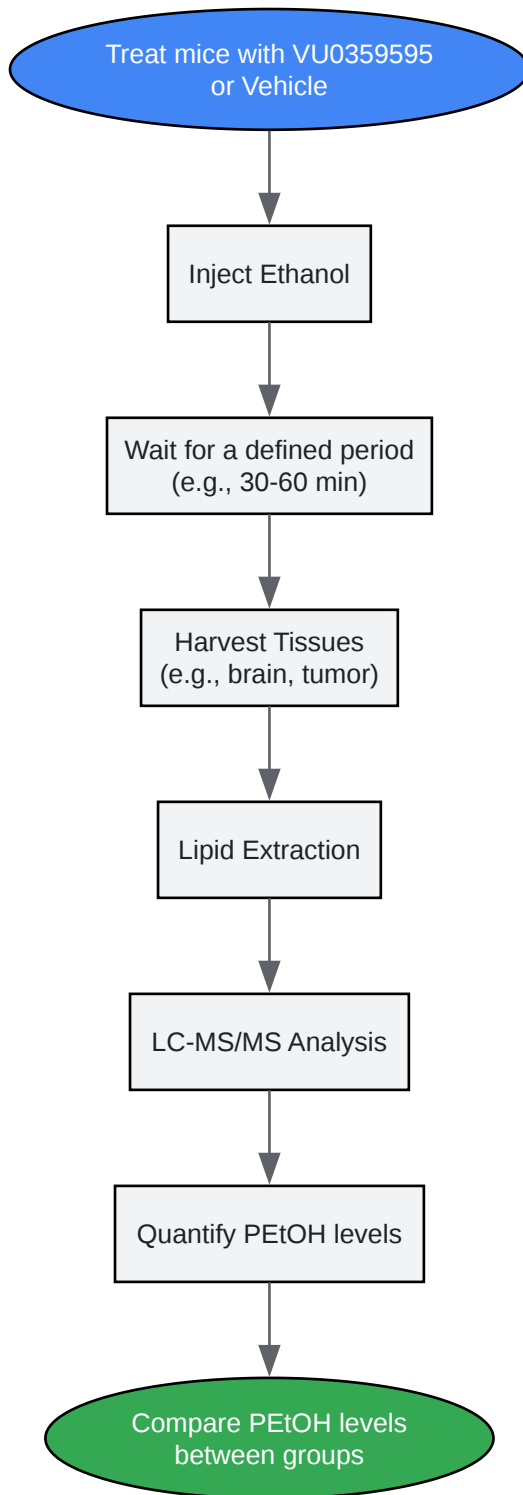 Treat mice with VU0359595
or Vehicle
Inject Ethanol
Wait for a defined period
(e.g., 30-60 min)
Harvest Tissues
(e.g., brain, tumor)
Lipid Extraction
LC-MS/MS Analysis
Quantify PEtOH levels
Compare PEtOH levels
between groups